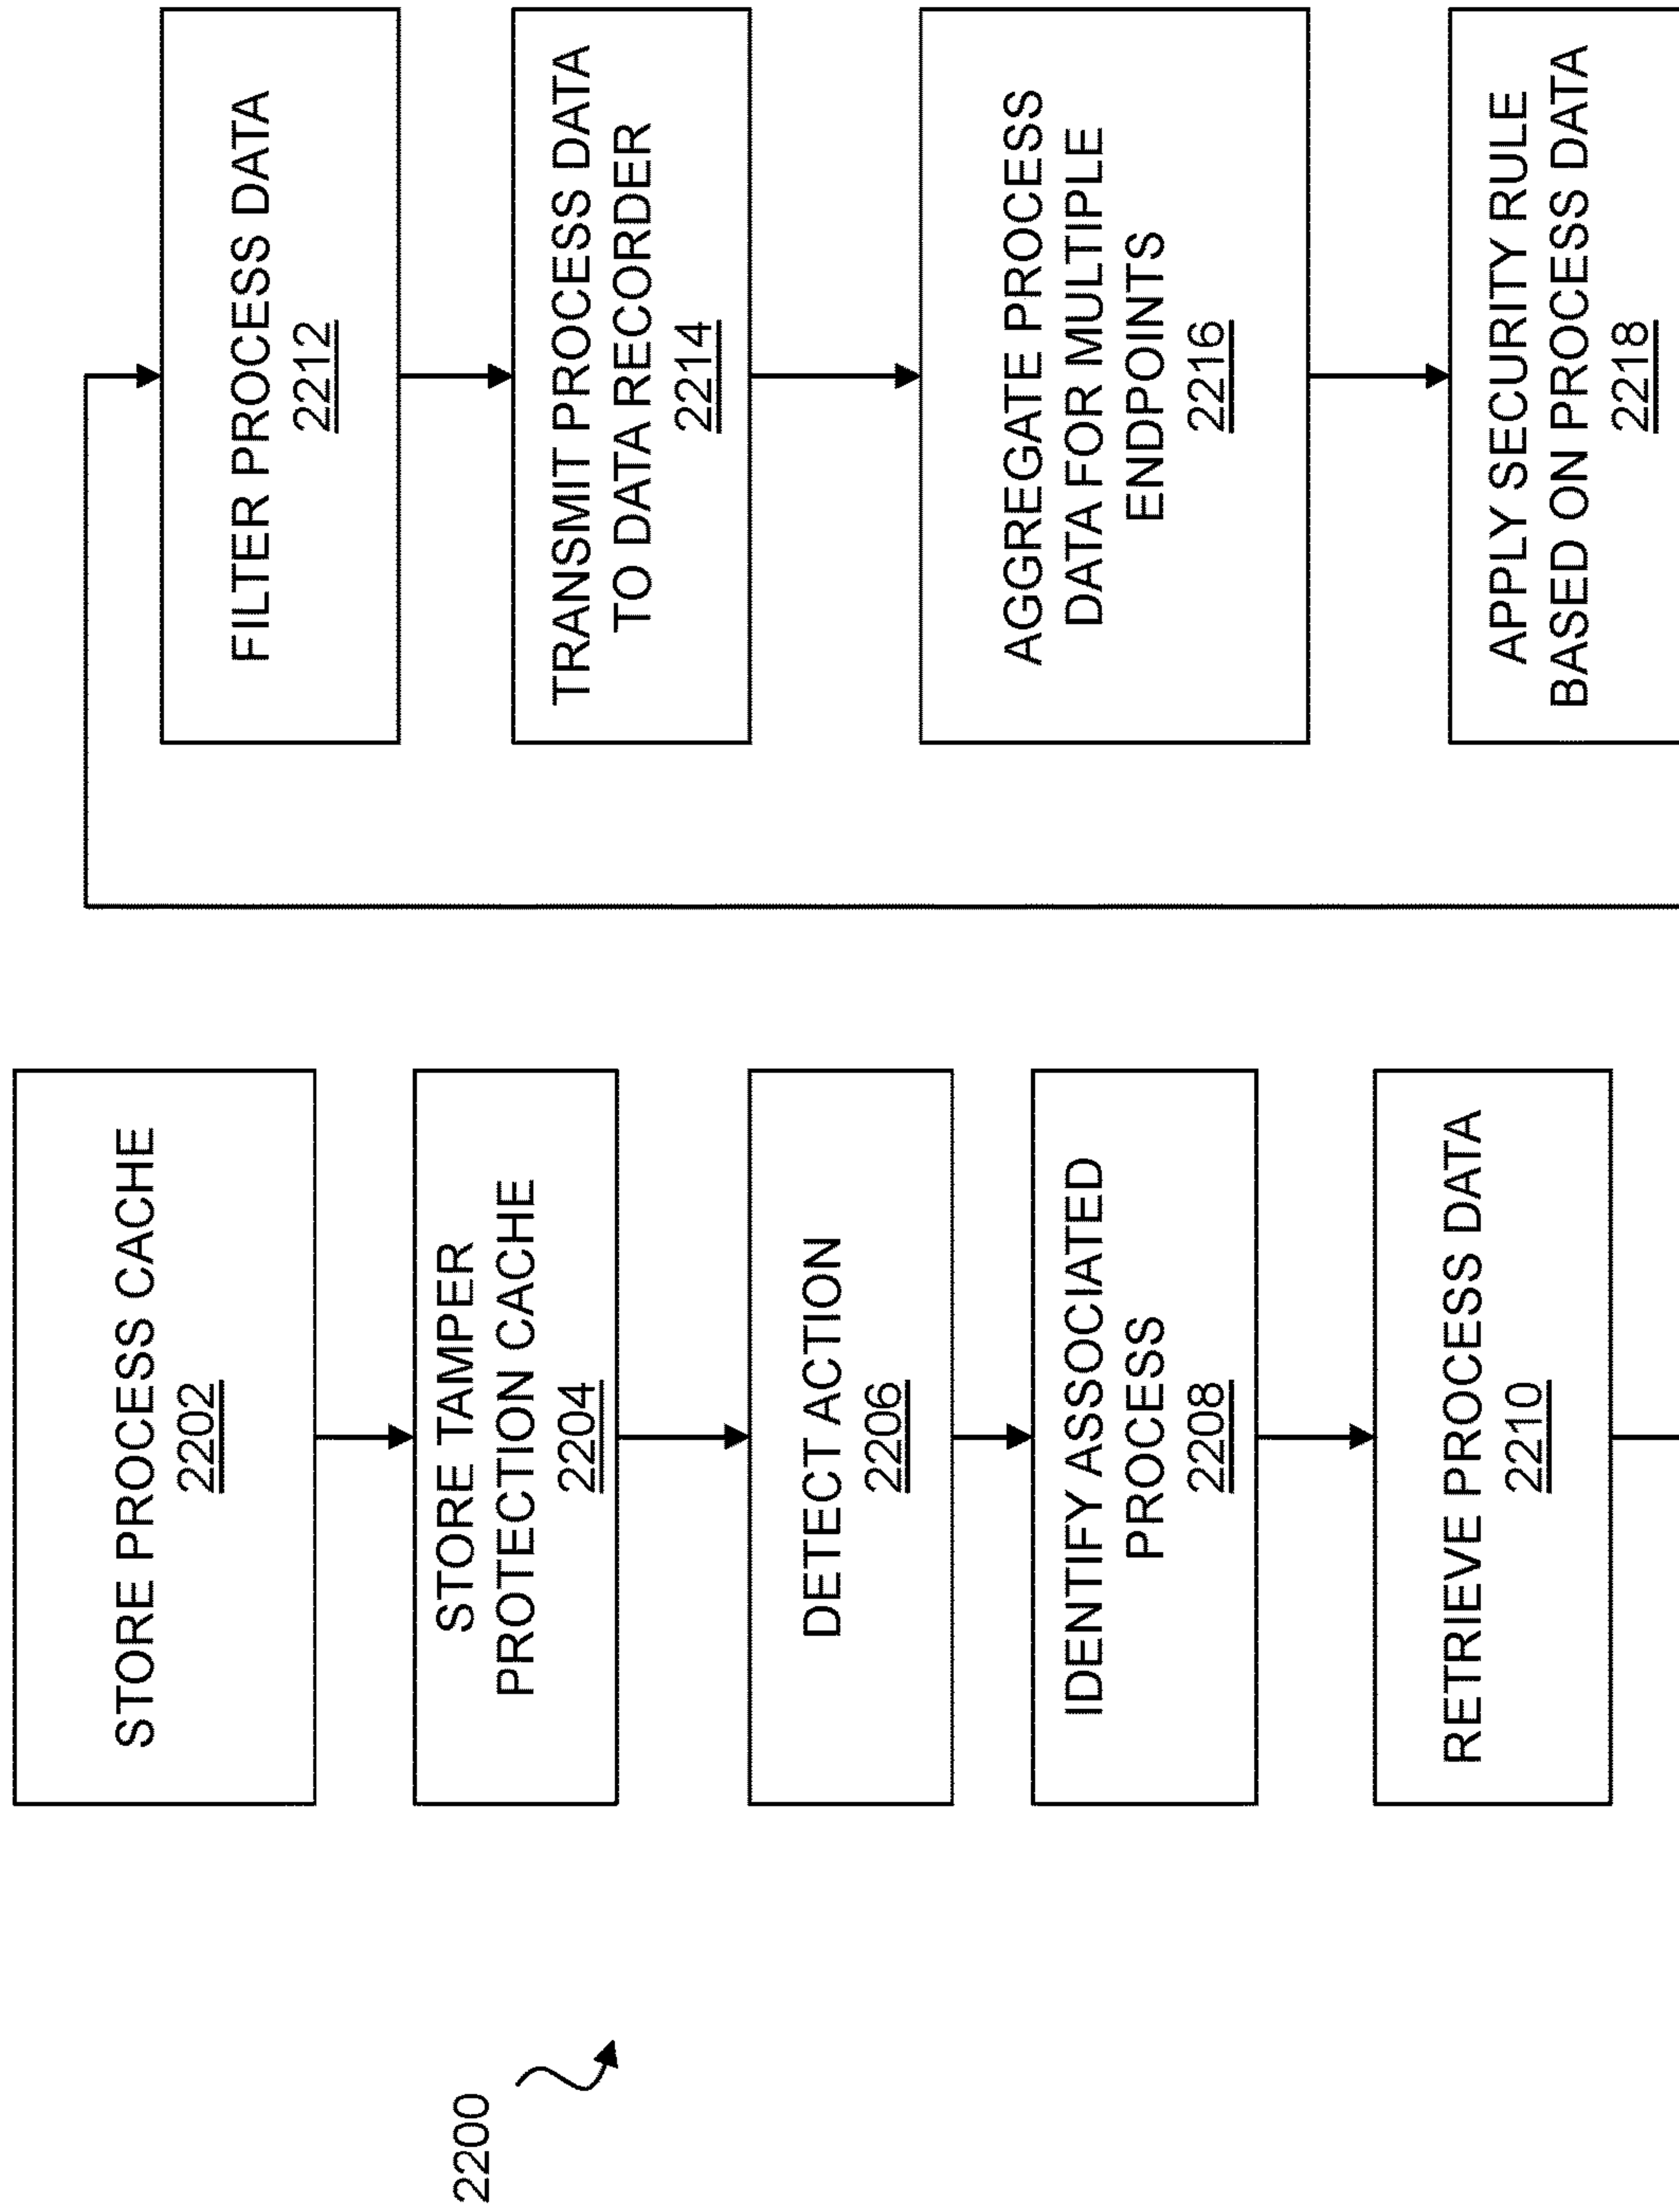 2200
STORE PROCESS CACHE
2202
STORE TAMPER
PROTECTION CACHE
2204
DETECT ACTION
2206
IDENTIFY ASSOCIATED
PROCESS
2208
RETRIEVE PROCESS DATA
2210
FILTER PROCESS DATA
2212
TRANSMIT PROCESS DATA
TO DATA RECORDER
2214
AGGREGATE PROCESS
DATA FOR MULTIPLE
ENDPOINTS
2216
APPLY SECURITY RULE
BASED ON PROCESS DATA
2218